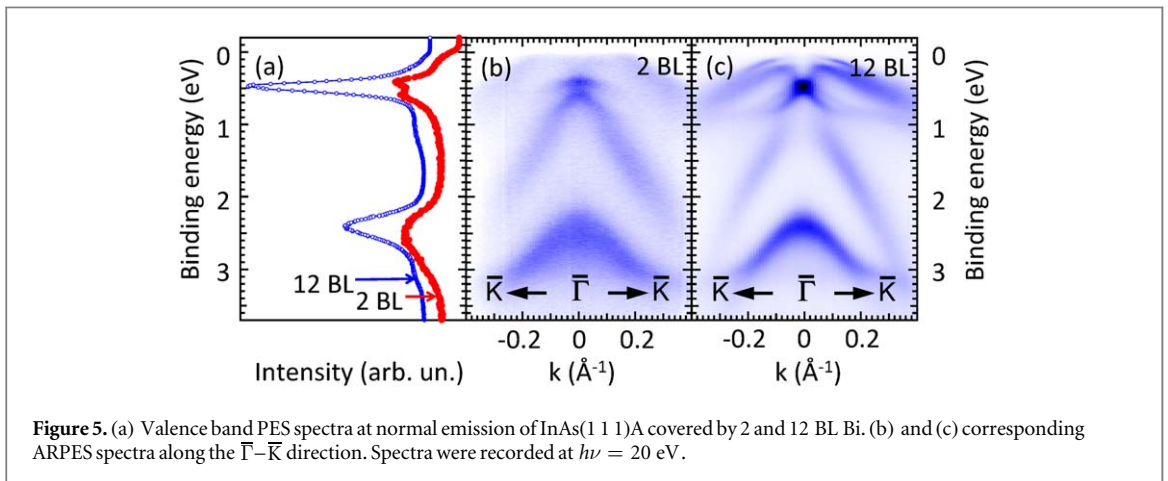 0
1
2
3
Binding energy (eV)
(a)
12 BL
2 BL
Intensity (arb. un.)
(b)
2 BL
K̅ Γ̅ K̅
-0.2 0 0.2
k (Å-1)
(c)
12 BL
K̅ Γ̅ K̅
-0.2 0 0.2
k (Å-1)
0
1
2
3
Binding energy (eV)
Figure 5. (a) Valence band PES spectra at normal emission of InAs(1 1 1)A covered by 2 and 12 BL Bi. (b) and (c) corresponding
ARPES spectra along the Γ̅–K̅ direction. Spectra were recorded at hν = 20 eV.